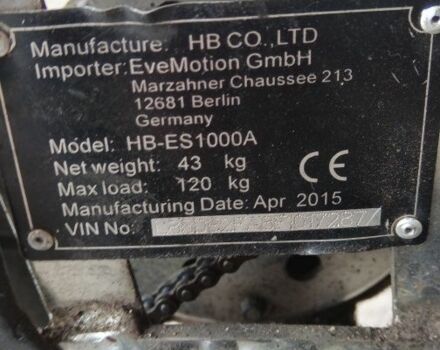 Manufacture: HB CO.,LTD
Importer:EveMotion GmbH
Marzahner Chaussee 213
12681 Berlin
Germany
Model: HB-ES1000A
Net weight: 43 kg
Max load: 120 kg
CE
Manufacturing Date: Apr 2015
VIN No